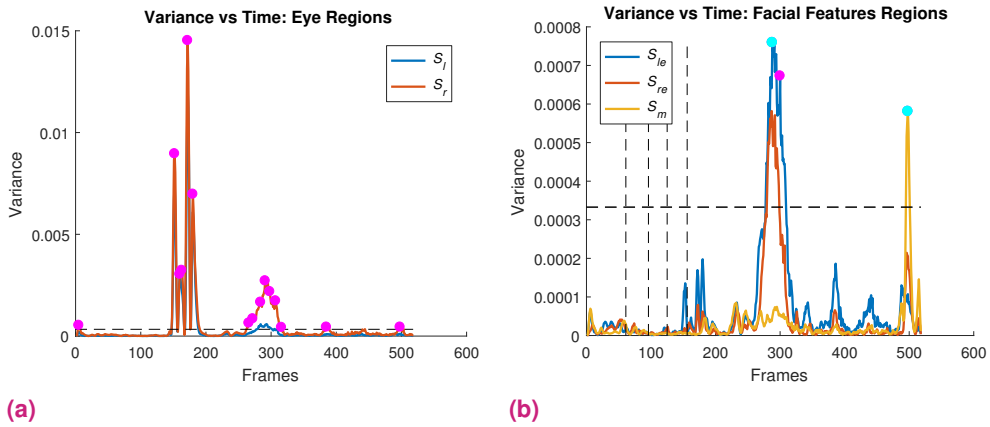 Variance vs Time: Eye Regions
0.015
0.01
0.005
0
Variance
0 100 200 300 400 500 600
Frames
S_l
S_r
(a)
Variance vs Time: Facial Features Regions
0.0008
0.0007
0.0006
0.0005
0.0004
0.0003
0.0002
0.0001
0
Variance
0 100 200 300 400 500 600
Frames
S_le
S_re
S_m
(b)